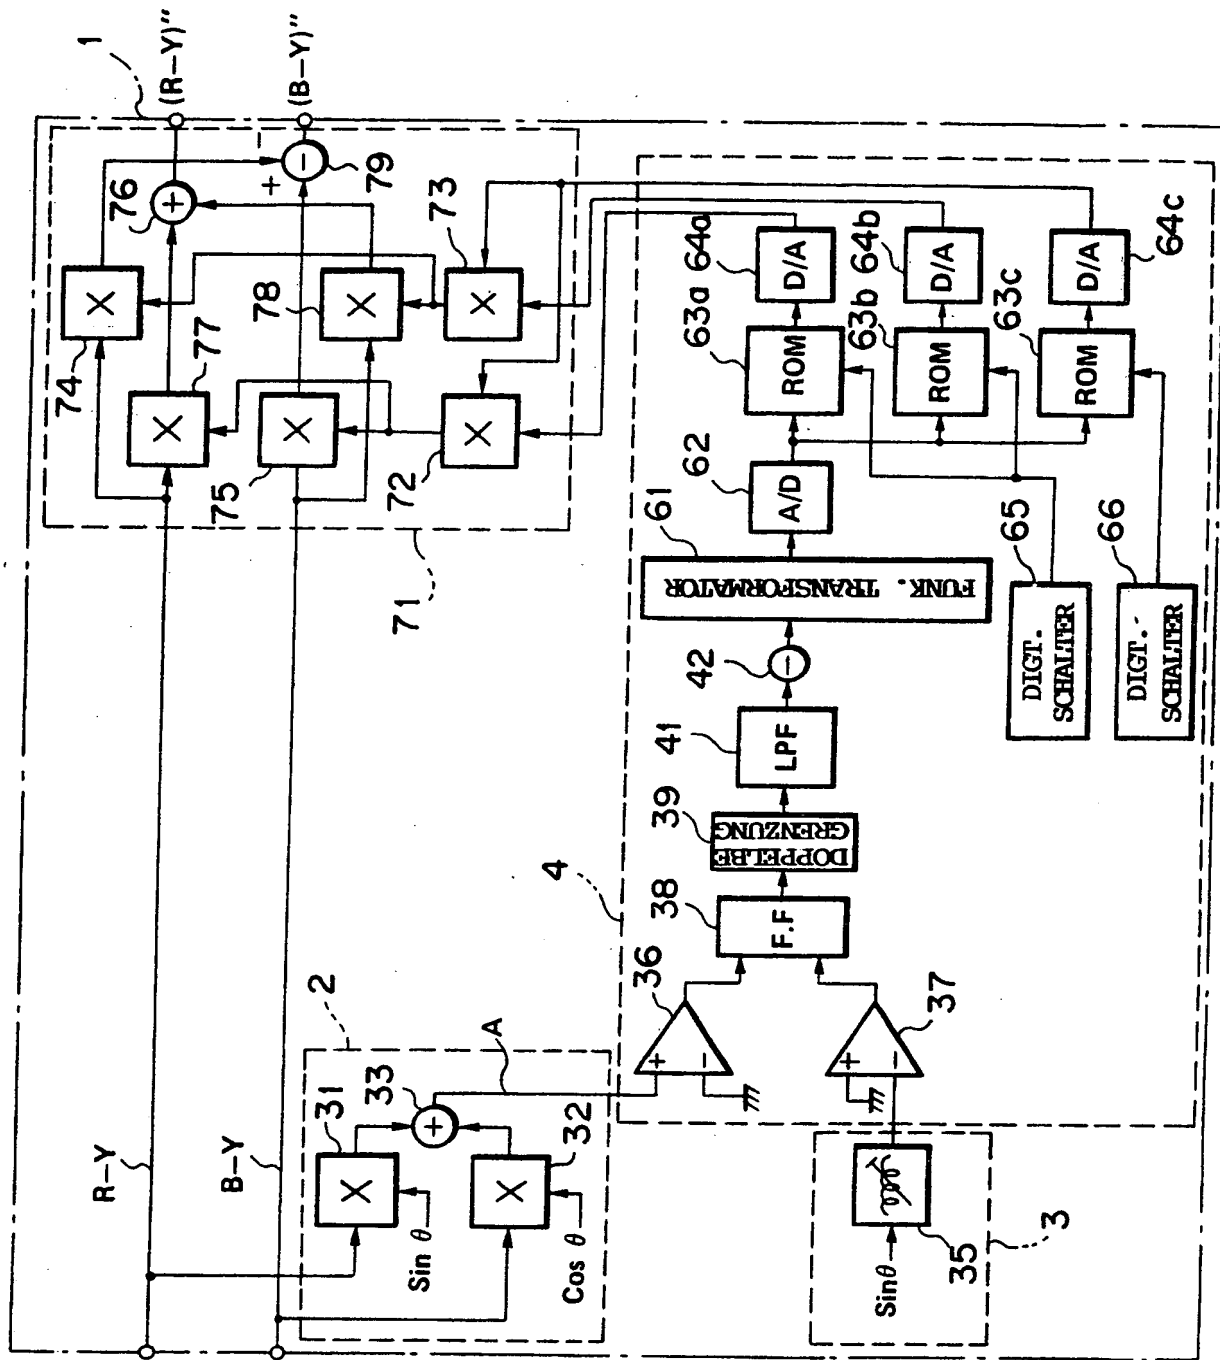 1
(R−Y)"
(B−Y)"
76
+
−
+
−
79
74
×
77
×
78
×
73
×
75
×
72
×
71
R−Y
B−Y
2
31
×
Sin θ
33
+
A
32
×
Cos θ
3
Sin θ
35
4
36
+
−
37
+
−
38
F.F
39
DOPPELBE
GRENZUNG
41
LPF
42
−
61
FUNK. TRANSFORMATOR
62
A/D
63a
ROM
64a
D/A
63b
ROM
64b
D/A
63c
ROM
64c
D/A
65
DIGT.
SCHALTER
66
DIGT.-
SCHALTER